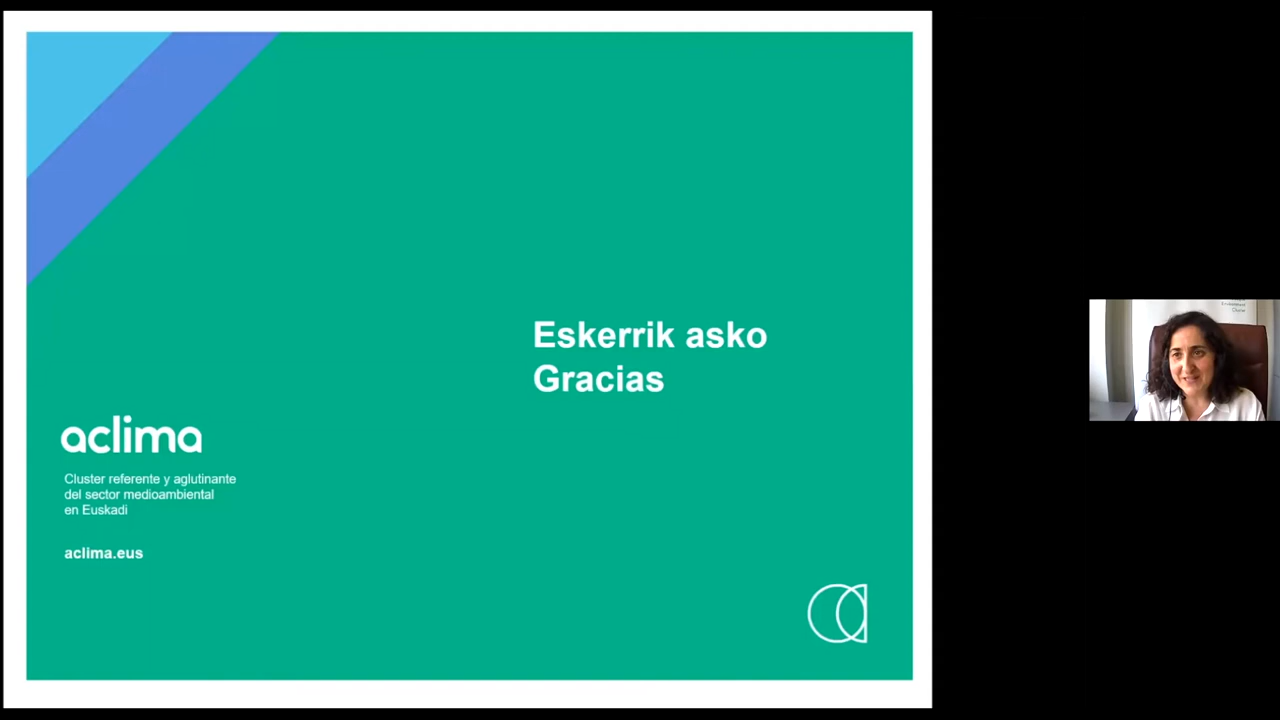 Eskerrik asko
Gracias
aclima
Cluster referente y aglutinante
del sector medioambiental
en Euskadi
aclima.eus